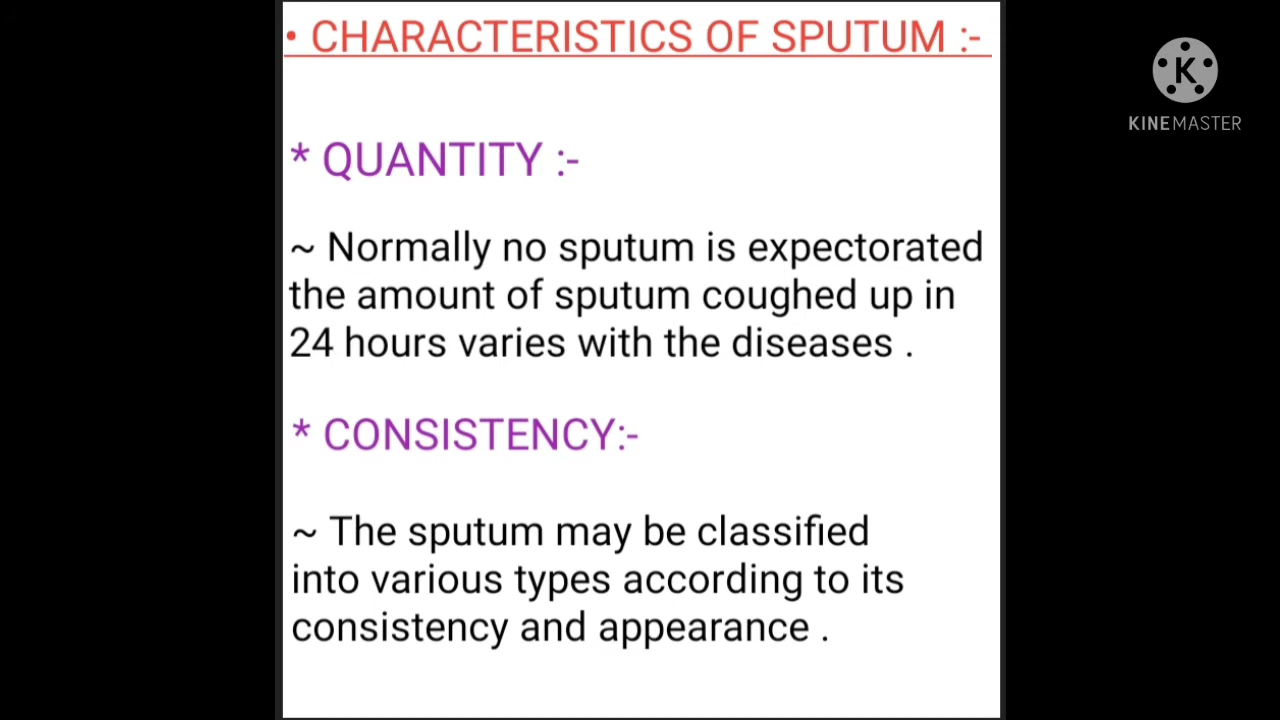 • CHARACTERISTICS OF SPUTUM :-
K
KINEMASTER
* QUANTITY :-
~ Normally no sputum is expectorated
the amount of sputum coughed up in
24 hours varies with the diseases .
* CONSISTENCY:-
~ The sputum may be classified
into various types according to its
consistency and appearance .